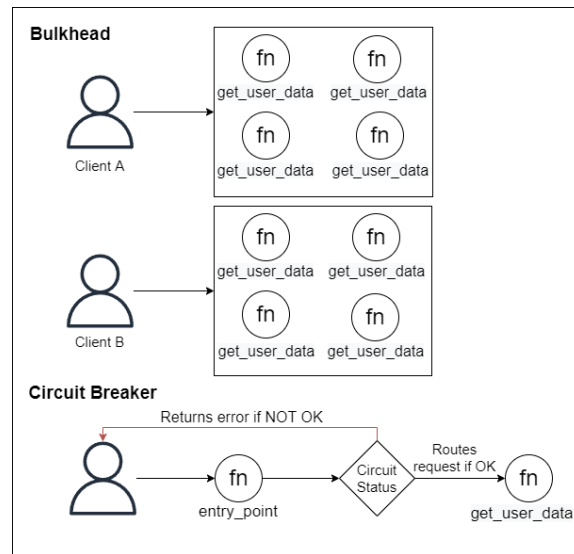 Bulkhead
fn
fn
get_user_data
get_user_data
fn
fn
get_user_data
get_user_data
Client A
fn
fn
get_user_data
get_user_data
fn
fn
get_user_data
get_user_data
Client B
Circuit Breaker
Returns error if NOT OK
fn
entry_point
Circuit
Status
Routes
request if OK
fn
get_user_data